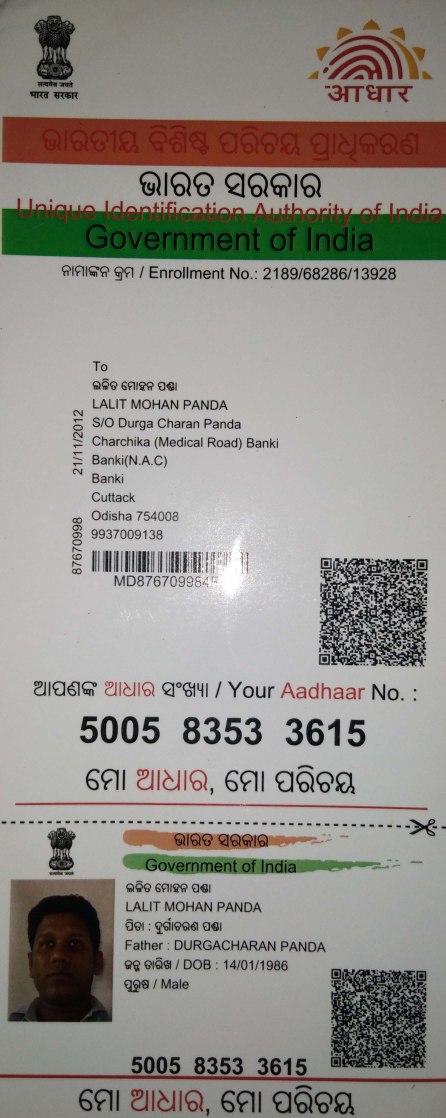 सत्यमेव जयते
भारत सरकार
आधार
ଭାରତୀୟ ବିଶିଷ୍ଟ ପରିଚୟ ପ୍ରାଧିକରଣ
ଭାରତ ସରକାର
Unique Identification Authority of India
Government of India
ନାମାଙ୍କନ କ୍ରମ / Enrollment No.: 2189/68286/13928
To
ଲଳିତ ମୋହନ ପଣ୍ଡା
LALIT MOHAN PANDA
S/O Durga Charan Panda
Charchika (Medical Road) Banki
Banki(N.A.C)
Banki
Cuttack
Odisha 754008
9937009138
21/11/2012
87670998
ଆପଣଙ୍କ ଆଧାର ସଂଖ୍ୟା / Your Aadhaar No. :
5005 8353 3615
ମୋ ଆଧାର, ମୋ ପରିଚୟ
ଭାରତ ସରକାର
Government of India
ଲଳିତ ମୋହନ ପଣ୍ଡା
LALIT MOHAN PANDA
ପିତା : ଦୁର୍ଗାଚରଣ ପଣ୍ଡା
Father : DURGACHARAN PANDA
ଜନ୍ମ ତାରିଖ / DOB : 14/01/1986
ପୁରୁଷ / Male
5005 8353 3615
ମୋ ଆଧାର, ମୋ ପରିଚୟ